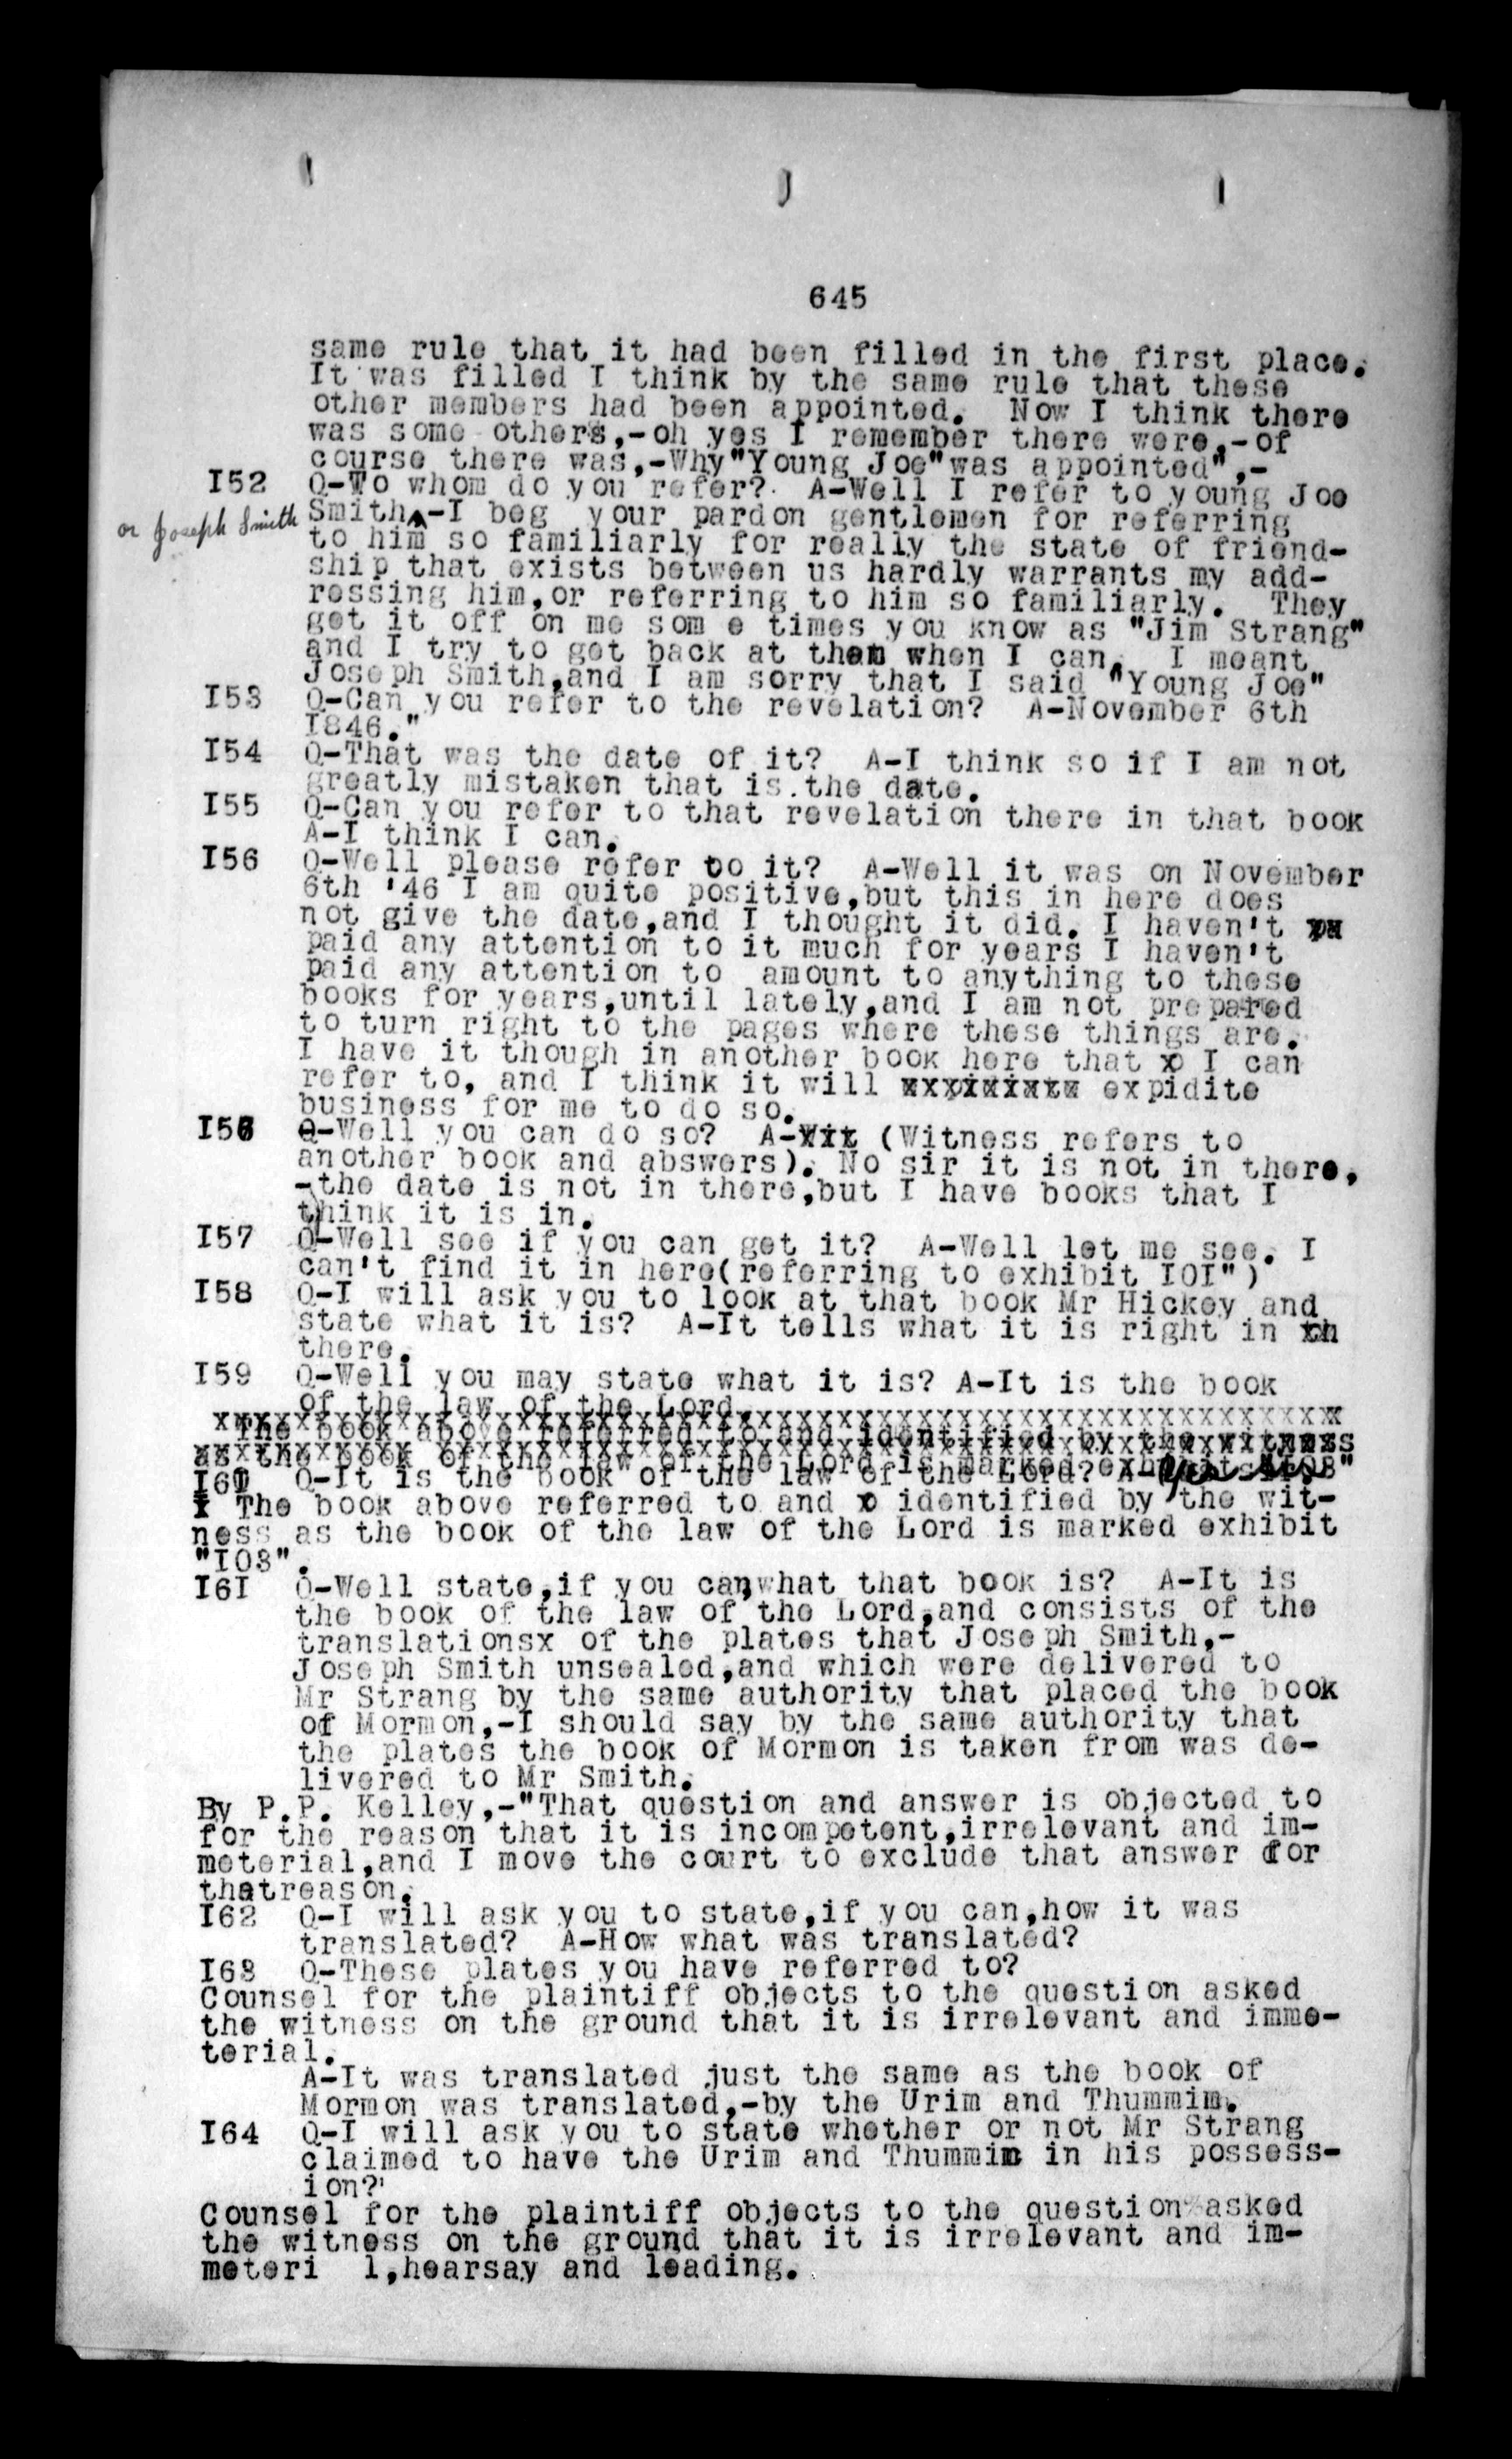 645
same rule that it had been filled in the first place.
It was filled I think by the same rule that these
other members had been appointed. Now I think there
was some others,-oh yes I remember there were,-of
course there was,-Why"Young Joe"was appointed",-
I52 Q-To whom do you refer? A-Well I refer to young Joe
or Joseph Smith
Smith,-I beg your pardon gentlemen for referring
to him so familiarly for really the state of friend-
ship that exists between us hardly warrants my add-
ressing him,or referring to him so familiarly. They
get it off on me som e times you know as "Jim Strang"
and I try to get back at them when I can, I meant
Joseph Smith,and I am sorry that I said "Young Joe"
I53 Q-Can you refer to the revelation? A-November 6th
I846."
I54 Q-That was the date of it? A-I think so if I am not
greatly mistaken that is.the date.
I55 Q-Can you refer to that revelation there in that book
A-I think I can.
I56 Q-Well please refer to it? A-Well it was on November
6th '46 I am quite positive,but this in here does
not give the date,and I thought it did. I haven't
paid any attention to it much for years I haven't
paid any attention to amount to anything to these
books for years,until lately,and I am not prepared
to turn right to the pages where these things are.
I have it though in another book here that x I can
refer to, and I think it will xxxixixtx expidite
business for me to do so.
I56 Q-Well you can do so? A-Wit (Witness refers to
another book and abswers). No sir it is not in there,
-the date is not in there,but I have books that I
think it is in.
I57 Q-Well see if you can get it? A-Well let me see. I
can't find it in here(referring to exhibit IOI")
I58 Q-I will ask you to look at that book Mr Hickey and
state what it is? A-It tells what it is right in th
there.
I59 Q-Well you may state what it is? A-It is the book
of the law of the Lord.
The book above referred to and identified by the witness
as the book of the law of the Lord is marked exhibit "I03"
I60 Q-It is the book of the law of the Lord? A-Yes sir.
x The book above referred to and x identified by the wit-
ness as the book of the law of the Lord is marked exhibit
"I03".
I6I Q-Well state,if you can,what that book is? A-It is
the book of the law of the Lord,and consists of the
translationsx of the plates that Joseph Smith,-
Joseph Smith unsealed,and which were delivered to
Mr Strang by the same authority that placed the book
of Mormon,-I should say by the same authority that
the plates the book of Mormon is taken from was de-
livered to Mr Smith.
By P.P. Kelley,-"That question and answer is objected to
for the reason that it is incompetent,irrelevant and im-
meterial,and I move the court to exclude that answer for
thatreason.
I62 Q-I will ask you to state,if you can,how it was
translated? A-How what was translated?
I63 Q-These plates you have referred to?
Counsel for the plaintiff objects to the question asked
the witness on the ground that it is irrelevant and imme-
terial.
A-It was translated just the same as the book of
Mormon was translated,-by the Urim and Thummim.
I64 Q-I will ask you to state whether or not Mr Strang
claimed to have the Urim and Thummim in his possess-
ion?
Counsel for the plaintiff objects to the question asked
the witness on the ground that it is irrelevant and im-
meteri l,hearsay and leading.